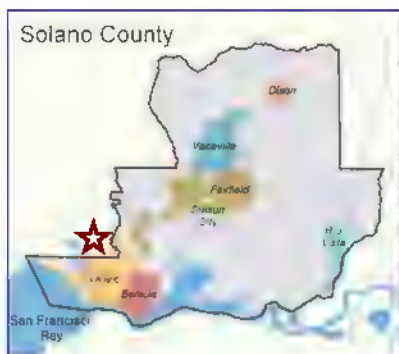 Solano County
Dixon
Vacaville
Fairfield
Suisun
City
Rio
Vista
Benicia
San Francisco
Bay